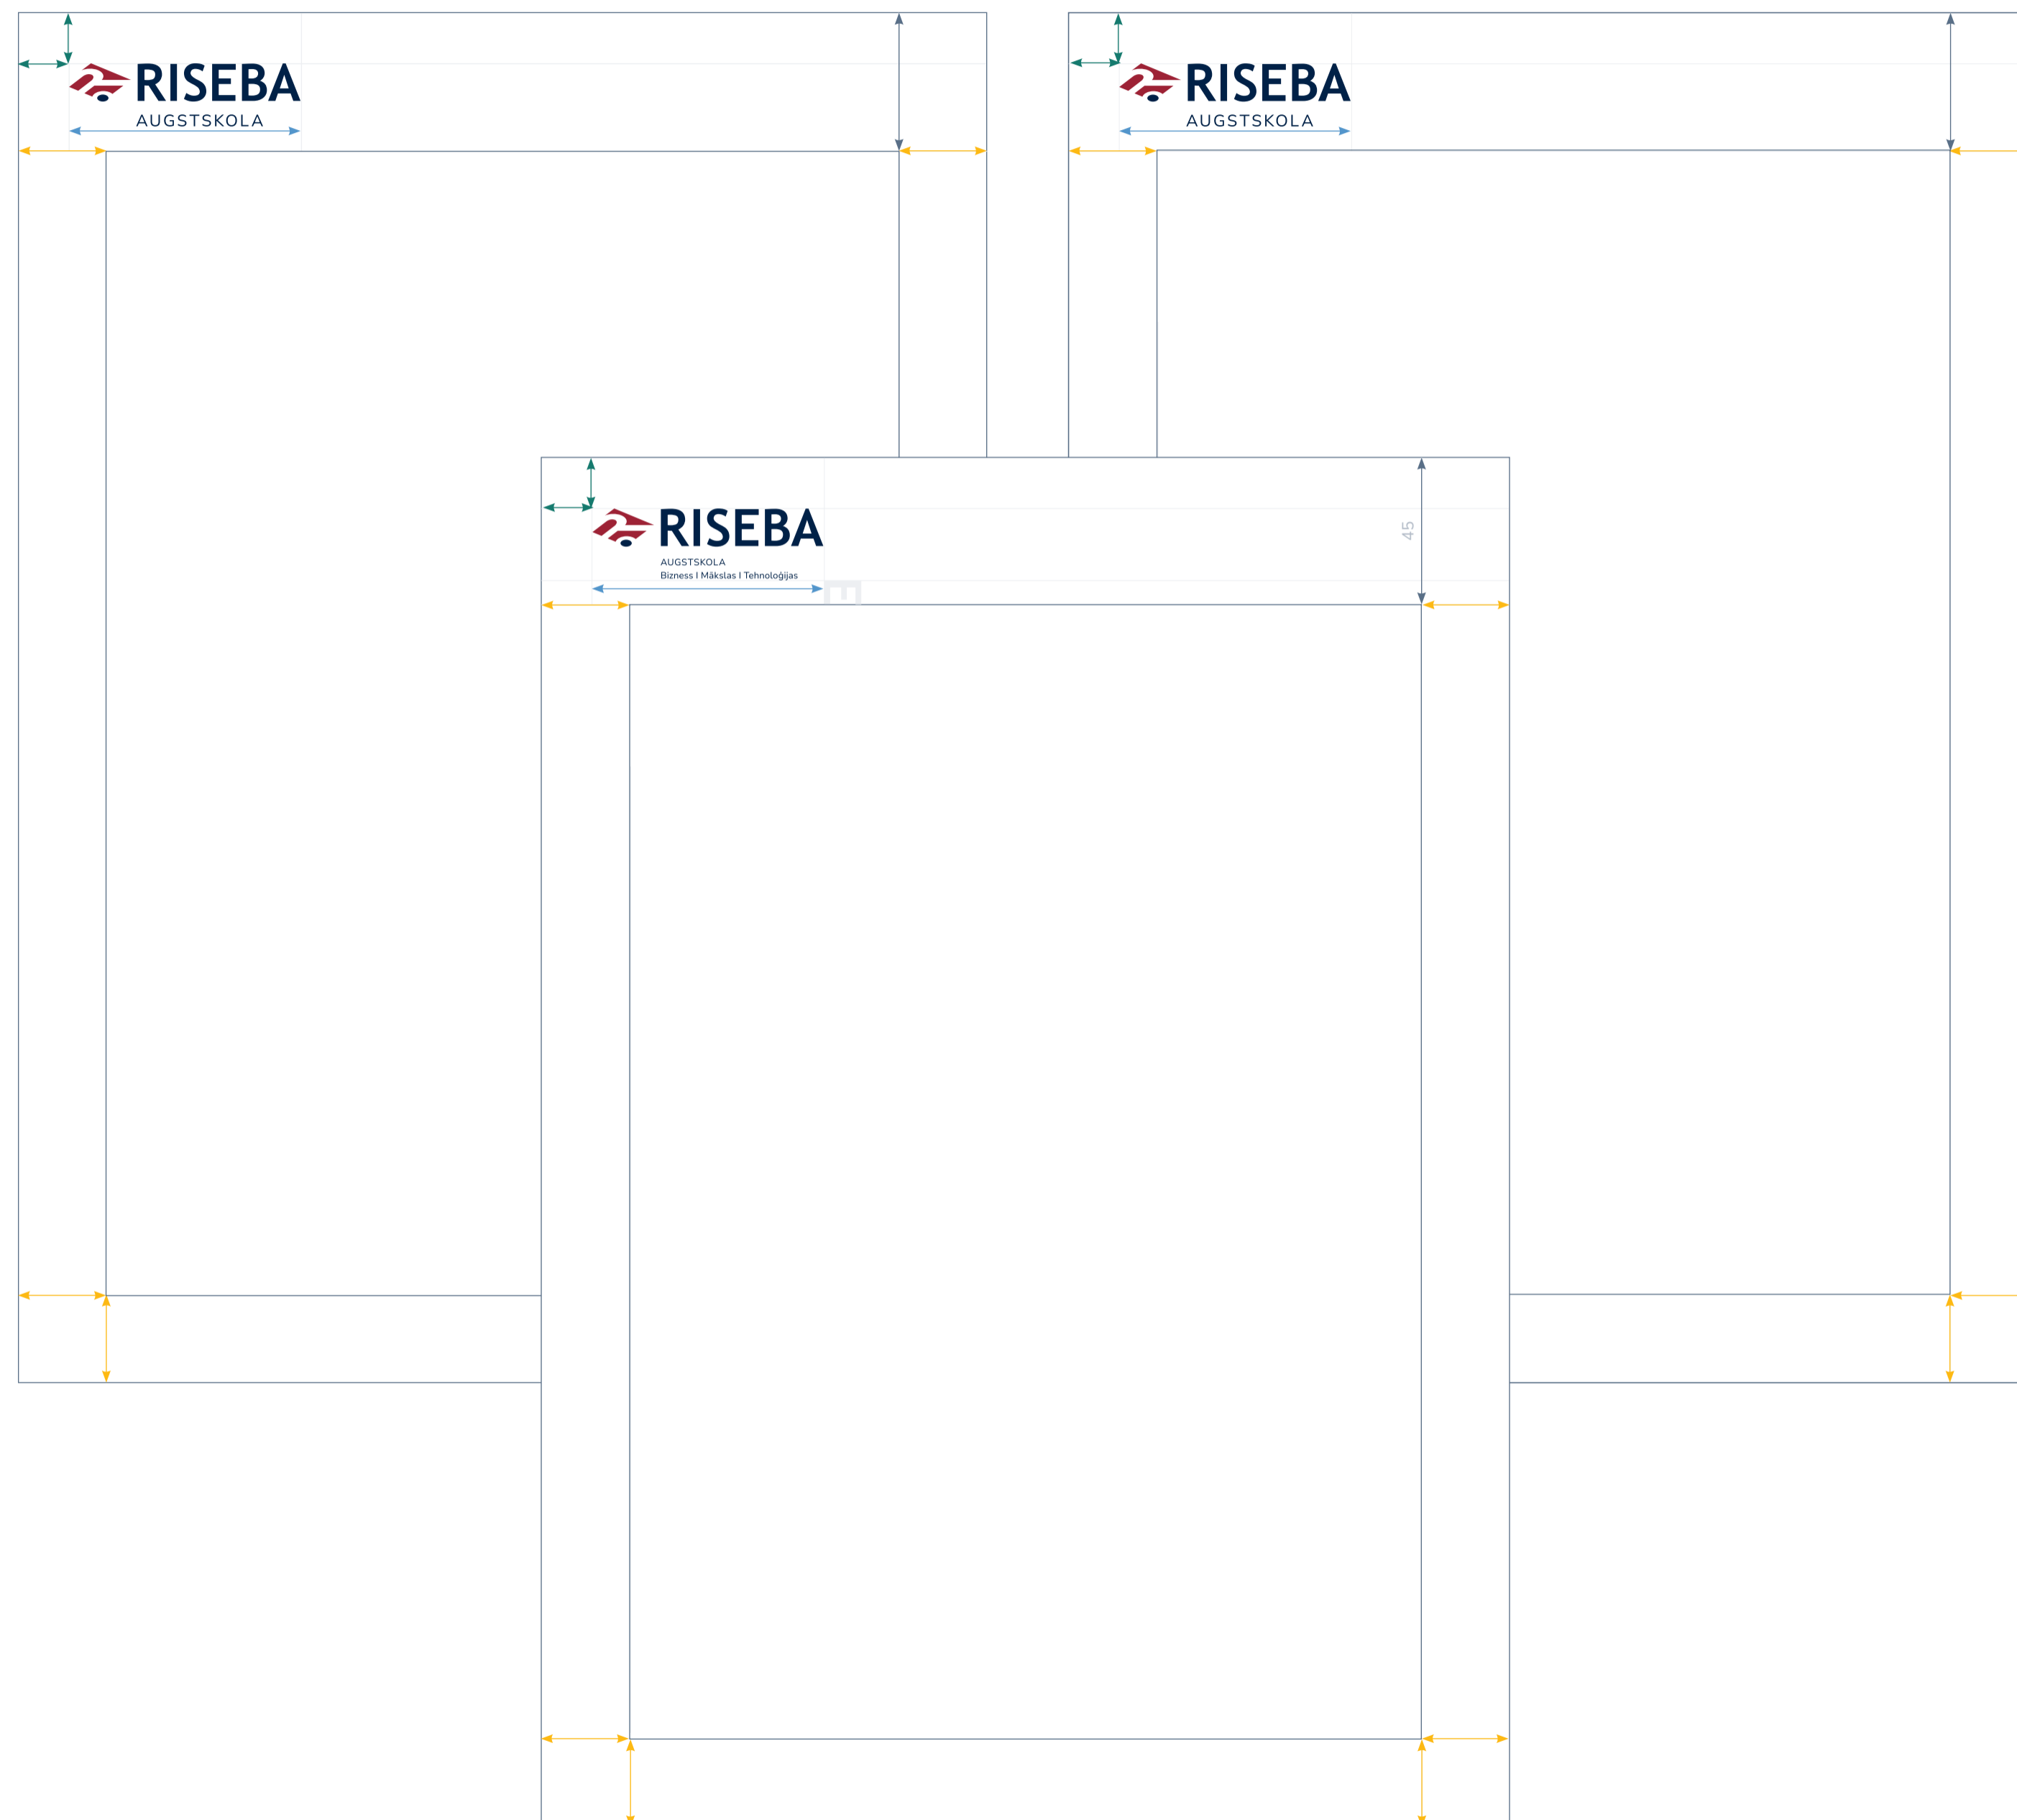 RISEBA
AUGSTSKOLA
RISEBA
AUGSTSKOLA
RISEBA
AUGSTSKOLA
Bizness I Mākslas I Tehnoloģijas
E
45